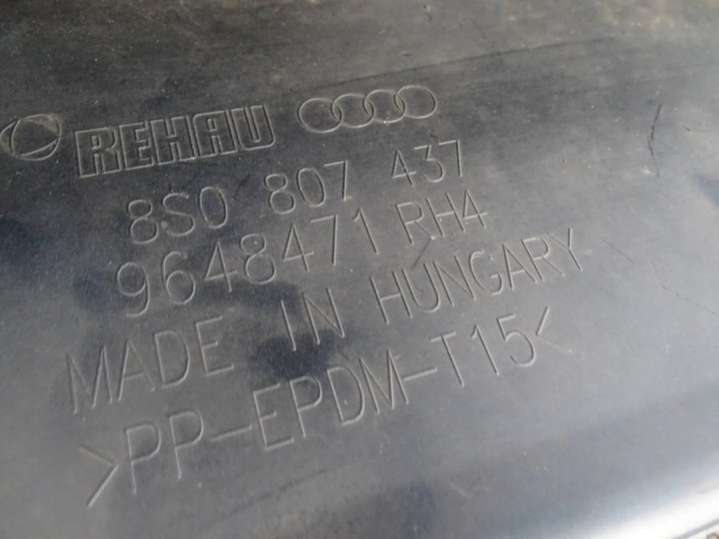 REHAU
8S0 807 437
9648471 RH4
MADE IN HUNGARY
>PP-EPDM-T15<